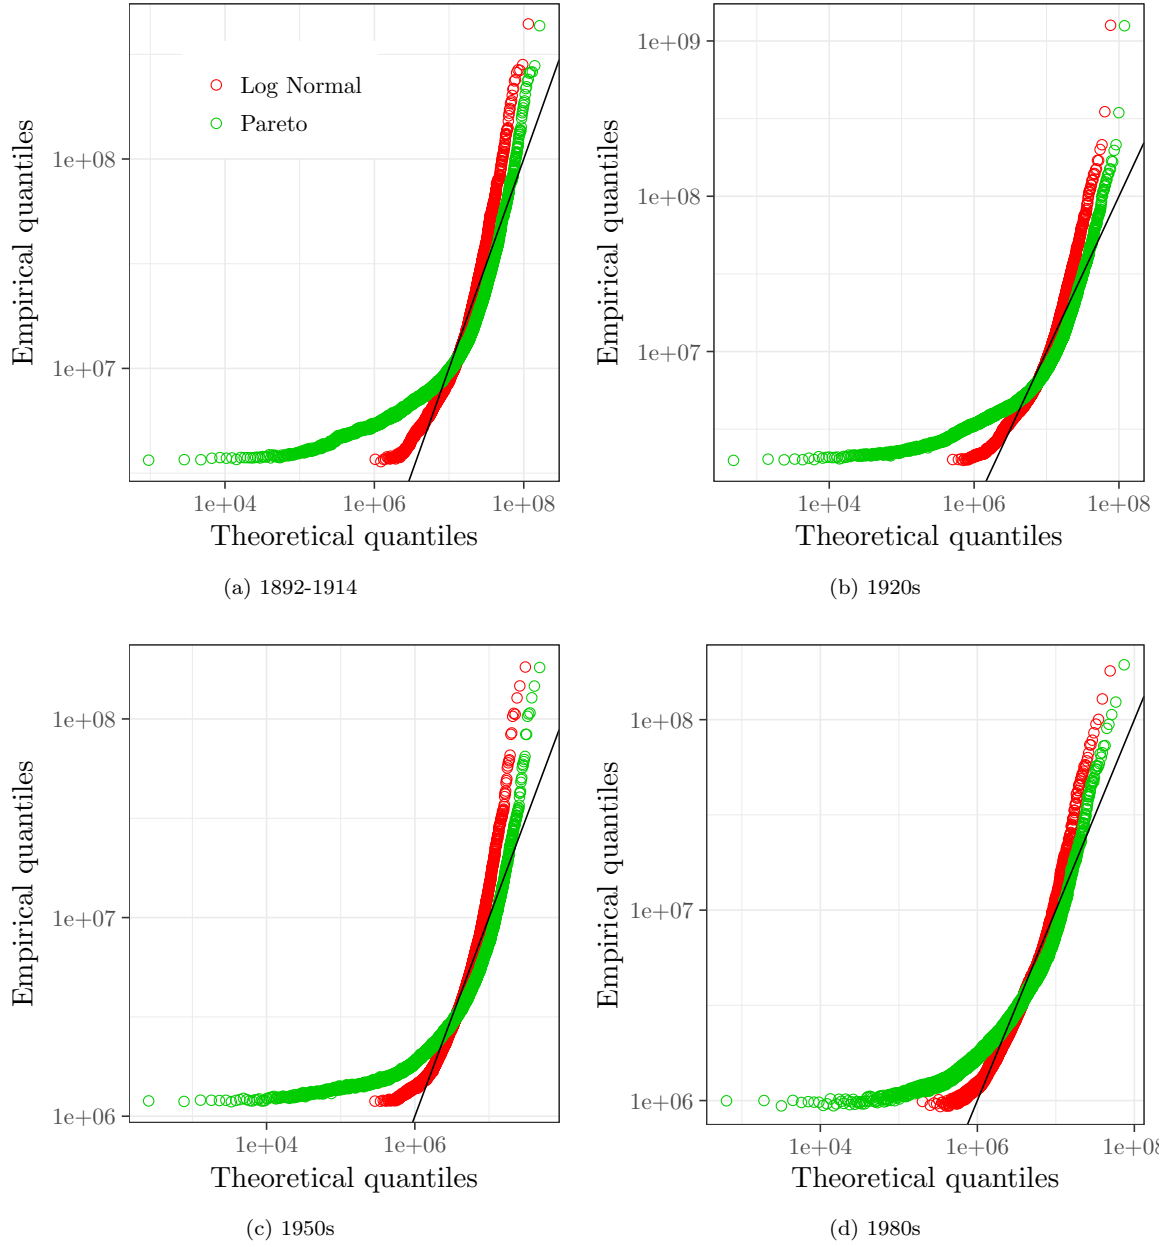 Log Normal
Pareto
Empirical quantiles
1e+08
1e+07
1e+04 1e+06 1e+08
Theoretical quantiles
(a) 1892-1914
Empirical quantiles
1e+09
1e+08
1e+07
1e+04 1e+06 1e+08
Theoretical quantiles
(b) 1920s
Empirical quantiles
1e+08
1e+07
1e+06
1e+04 1e+06
Theoretical quantiles
(c) 1950s
Empirical quantiles
1e+08
1e+07
1e+06
1e+04 1e+06 1e+08
Theoretical quantiles
(d) 1980s